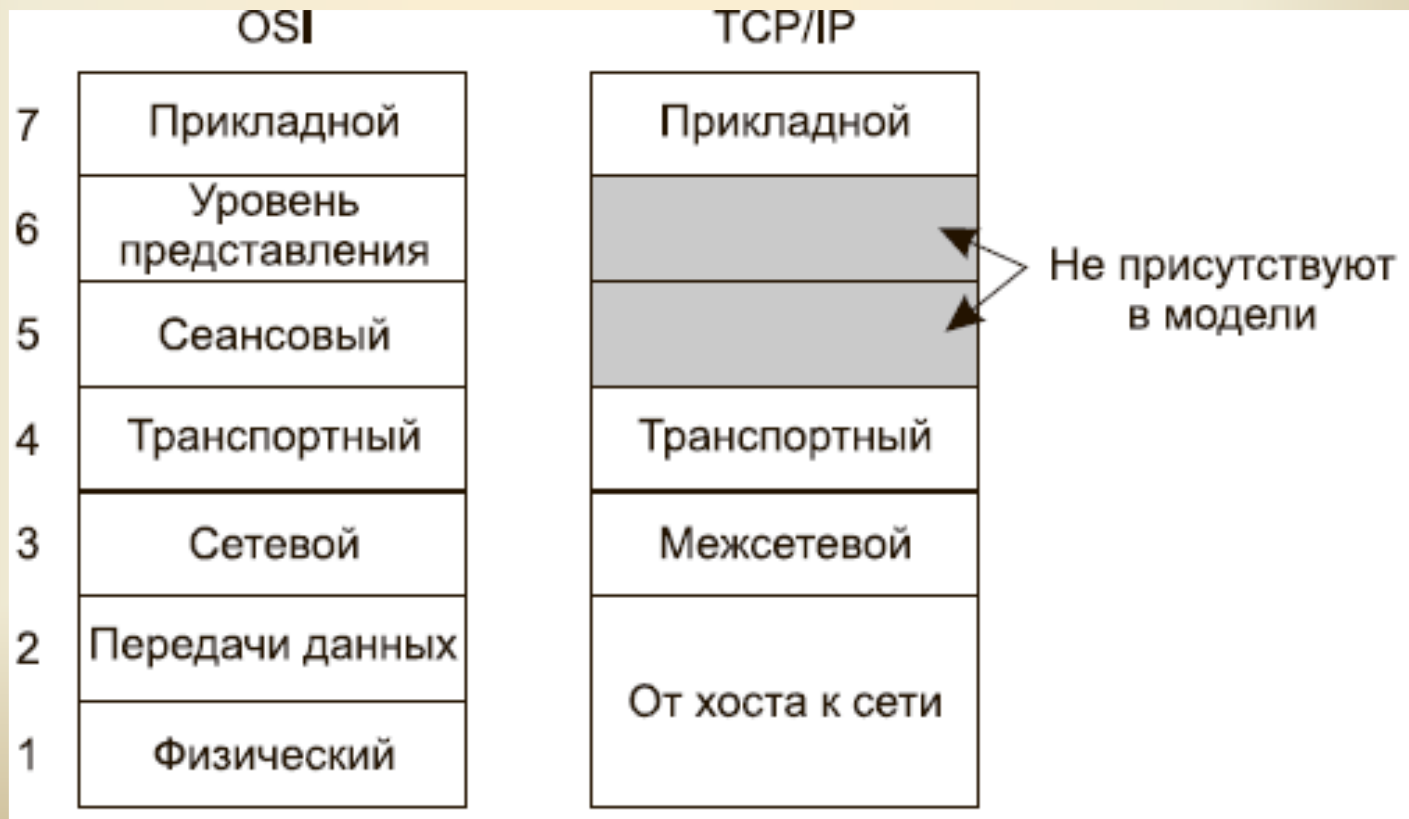 OSI
TCP/IP
7
Прикладной
Прикладной
6
Уровень
представления
5
Сеансовый
Не присутствуют
в модели
4
Транспортный
Транспортный
3
Сетевой
Межсетевой
2
Передачи данных
От хоста к сети
1
Физический